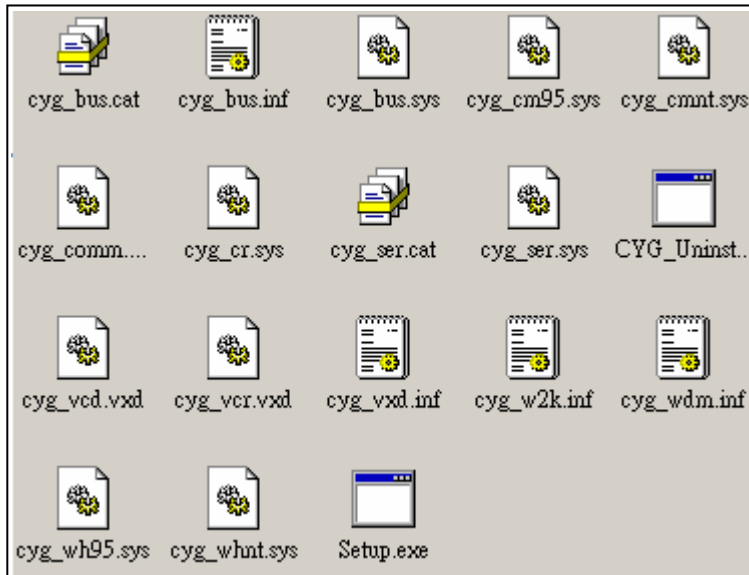 cyg_bus.cat cyg_bus.inf cyg_bus.sys cyg_cm95.sys cyg_cmnt.sys
cyg_comm.... cyg_cr.sys cyg_ser.cat cyg_ser.sys CYG_Uninst...
cyg_vcd.vxd cyg_vcr.vxd cyg_vxd.inf cyg_w2k.inf cyg_wdm.inf
cyg_wh95.sys cyg_whnt.sys Setup.exe